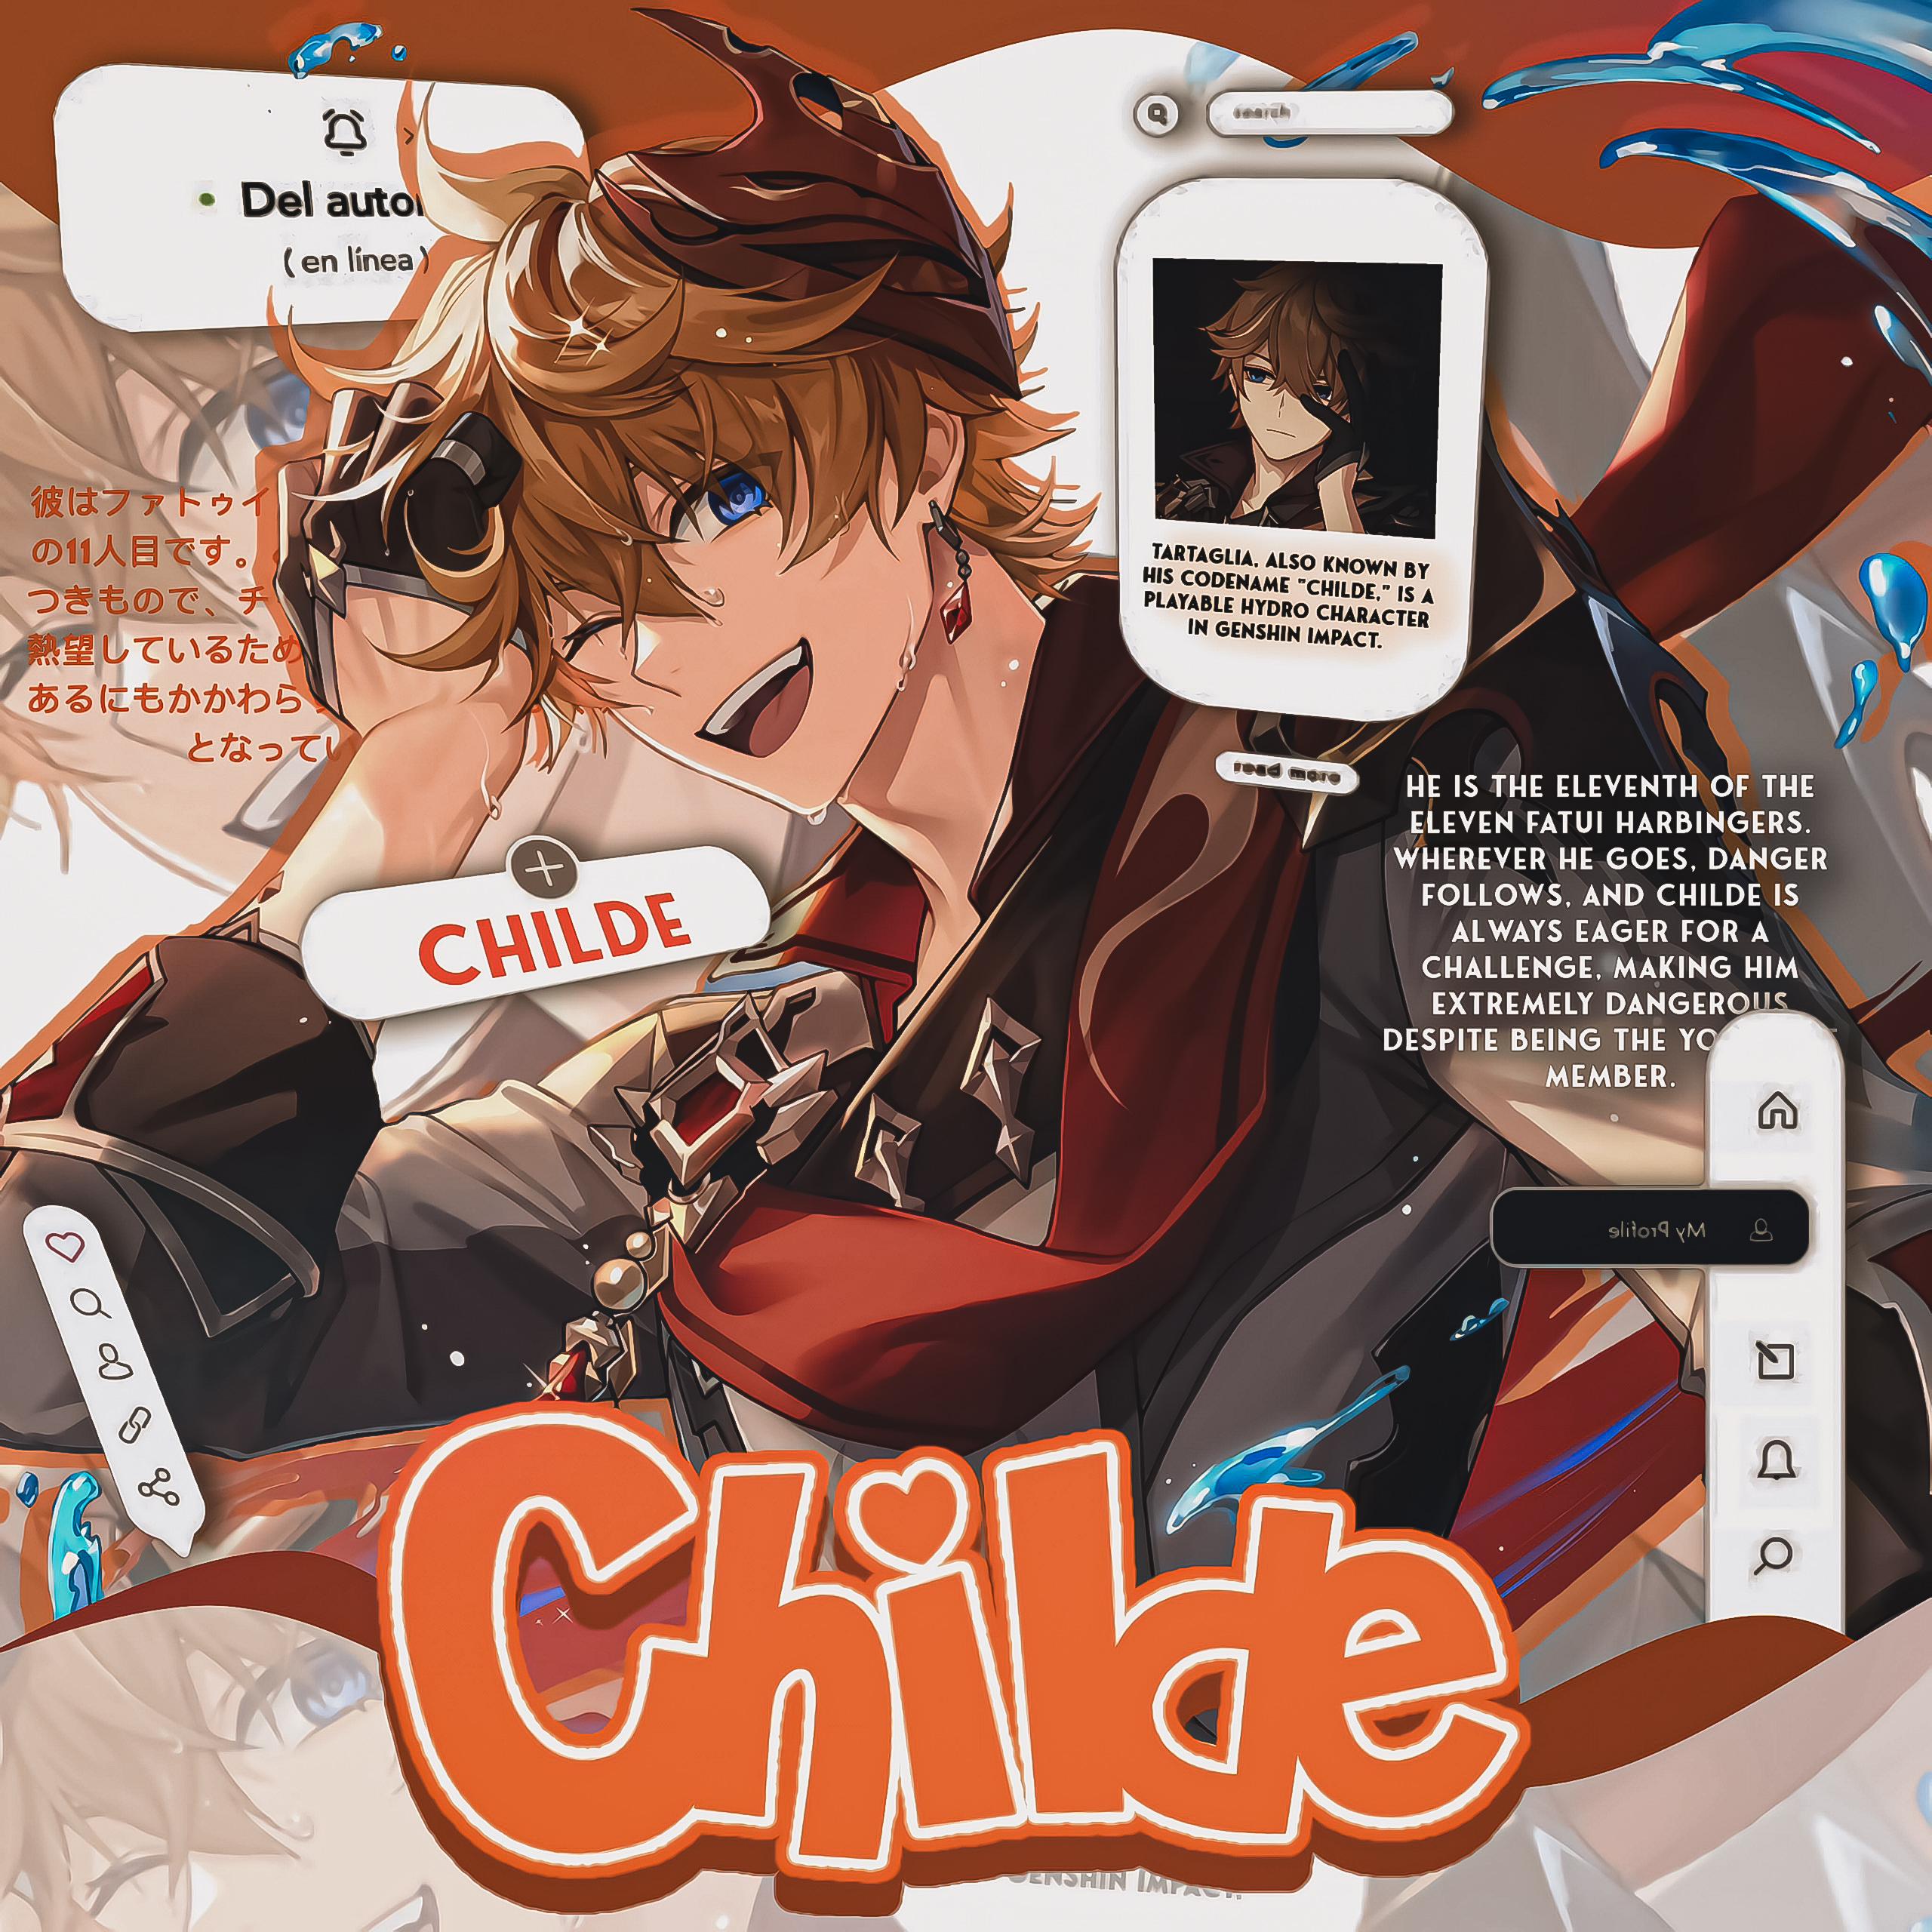 Del autor
( en línea )
search
TARTAGLIA, ALSO KNOWN BY
HIS CODENAME "CHILDE," IS A
PLAYABLE HYDRO CHARACTER
IN GENSHIN IMPACT.
read more
彼はファトゥイ
の11人目です。
つきもので、チ
熱望しているため
あるにもかかわら
となってい
HE IS THE ELEVENTH OF THE
ELEVEN FATUI HARBINGERS.
WHEREVER HE GOES, DANGER
FOLLOWS, AND CHILDE IS
ALWAYS EAGER FOR A
CHALLENGE, MAKING HIM
EXTREMELY DANGEROUS
DESPITE BEING THE YO
MEMBER.
CHILDE
My Profile
Childe
GENSHIN IMPACT.